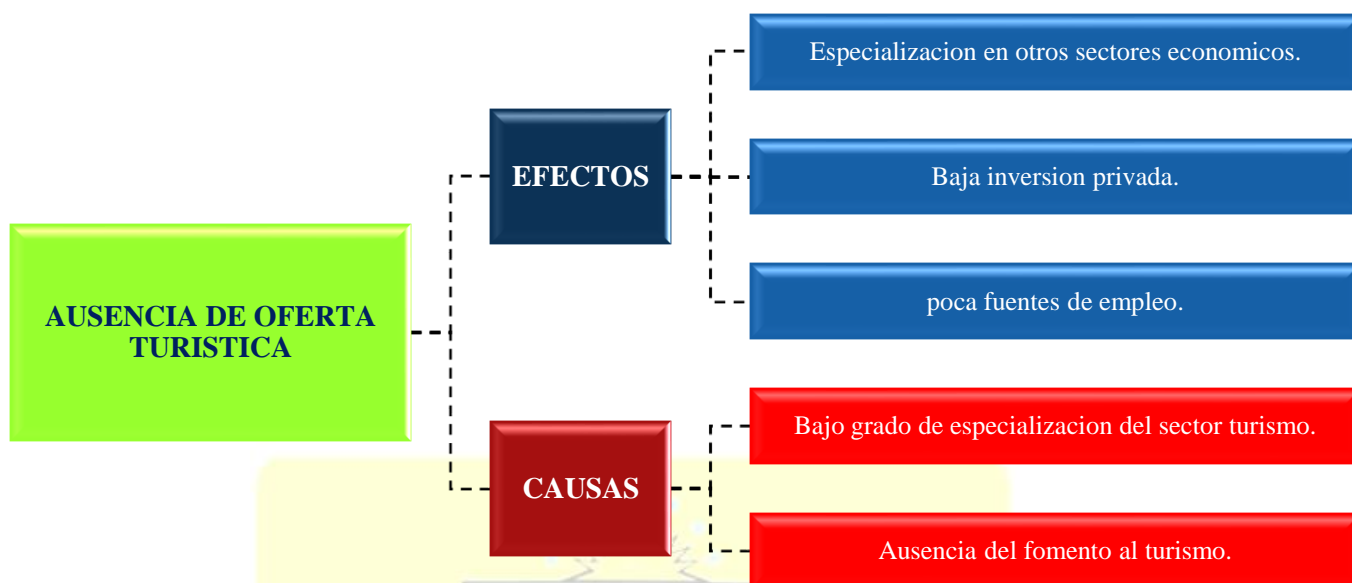 AUSENCIA DE OFERTA
TURISTICA
EFECTOS
Especializacion en otros sectores economicos.
Baja inversion privada.
poca fuentes de empleo.
CAUSAS
Bajo grado de especializacion del sector turismo.
Ausencia del fomento al turismo.